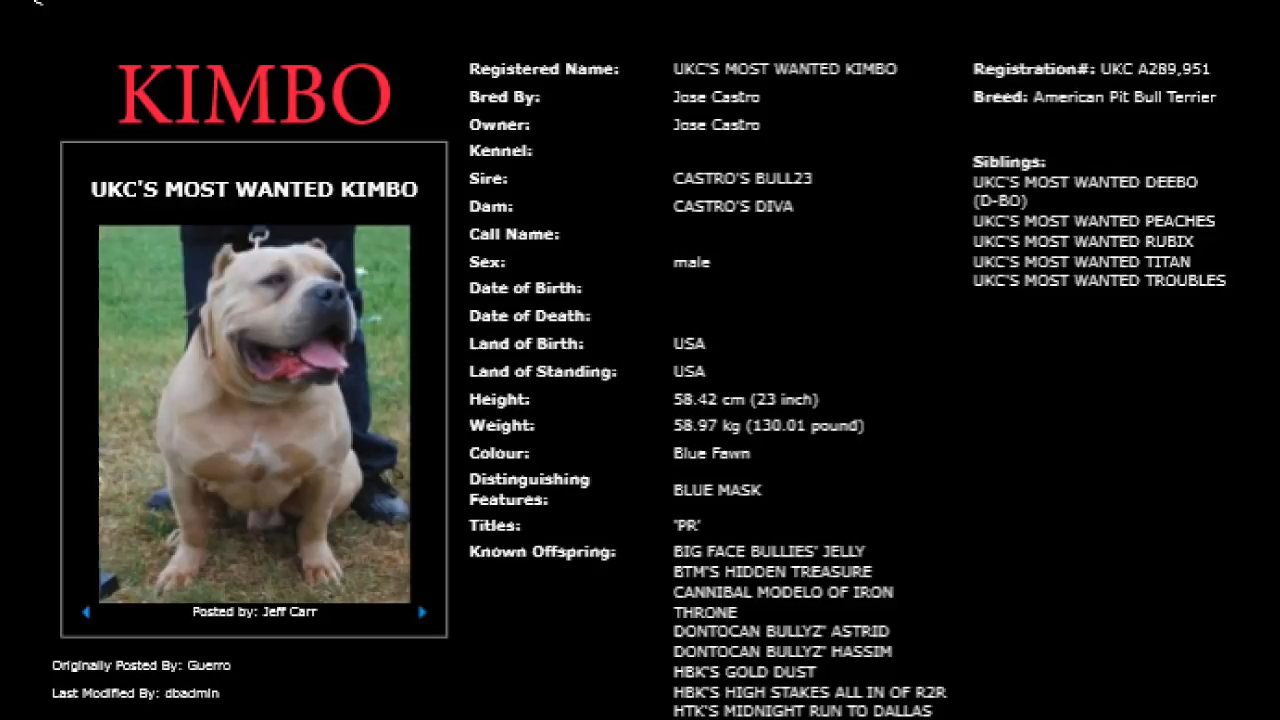 KIMBO
UKC'S MOST WANTED KIMBO
Posted by: Jeff Carr
Originally Posted By: Guerro
Last Modified By: dbadmin
Registered Name: UKC'S MOST WANTED KIMBO
Bred By: Jose Castro
Owner: Jose Castro
Kennel:
Sire: CASTRO'S BULL23
Dam: CASTRO'S DIVA
Call Name:
Sex: male
Date of Birth:
Date of Death:
Land of Birth: USA
Land of Standing: USA
Height: 58.42 cm (23 inch)
Weight: 58.97 kg (130.01 pound)
Colour: Blue Fawn
Distinguishing
Features: BLUE MASK
Titles: 'PR'
Known Offspring: BIG FACE BULLIES' JELLY
BTM'S HIDDEN TREASURE
CANNIBAL MODELO OF IRON
THRONE
DONTOCAN BULLYZ' ASTRID
DONTOCAN BULLYZ' HASSIM
HBK'S GOLD DUST
HBK'S HIGH STAKES ALL IN OF R2R
HTK'S MIDNIGHT RUN TO DALLAS
Registration#: UKC A289,951
Breed: American Pit Bull Terrier
Siblings:
UKC'S MOST WANTED DEEBO
(D-BO)
UKC'S MOST WANTED PEACHES
UKC'S MOST WANTED RUBIX
UKC'S MOST WANTED TITAN
UKC'S MOST WANTED TROUBLES